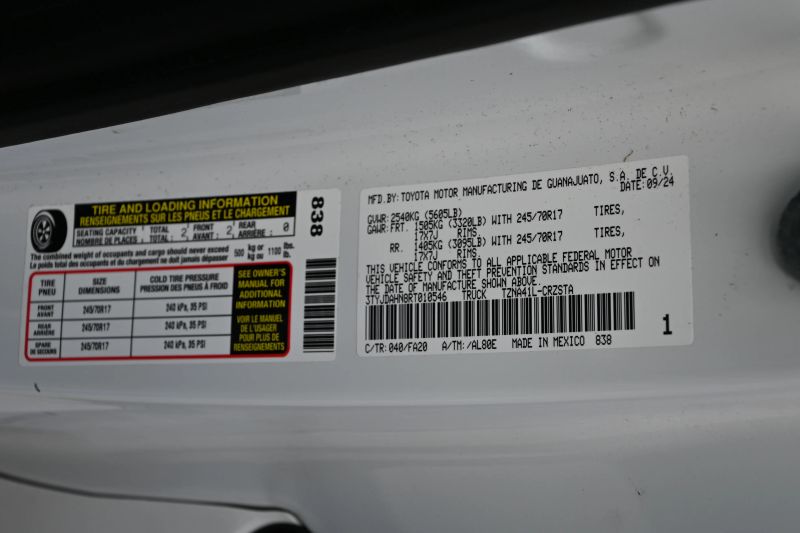 TIRE AND LOADING INFORMATION
RENSEIGNEMENTS SUR LES PNEUS ET LE CHARGEMENT
SEATING CAPACITY TOTAL 2 FRONT 2 REAR 0
NOMBRE DE PLACES TOTAL AVANT ARRIÈRE
The combined weight of occupants and cargo should never exceed 500 kg or 1100 lbs.
Le poids total des occupants et du chargement ne doit jamais dépasser kg ou lb.
TIRE SIZE COLD TIRE PRESSURE
PNEU DIMENSIONS PRESSION DES PNEUS À FROID
FRONT
AVANT 245/70R17 240 kPa, 35 PSI
REAR
ARRIÈRE 245/70R17 240 kPa, 35 PSI
SPARE
DE SECOURS 245/70R17 240 kPa, 35 PSI
SEE OWNER'S
MANUAL FOR
ADDITIONAL
INFORMATION
VOIR LE MANUEL
DE L'USAGER
POUR PLUS DE
RENSEIGNEMENTS
838
MFD.BY:TOYOTA MOTOR MANUFACTURING DE GUANAJUATO, S.A. DE C.V.
DATE:09/24
GVWR:2540KG (5605LB)
GAWR:FRT. 1505KG (3320LB) WITH 245/70R17 TIRES,
17X7J RIMS
RR. 1405KG (3095LB) WITH 245/70R17 TIRES,
17X7J RIMS
THIS VEHICLE CONFORMS TO ALL APPLICABLE FEDERAL MOTOR
VEHICLE SAFETY AND THEFT PREVENTION STANDARDS IN EFFECT ON
THE DATE OF MANUFACTURE SHOWN ABOVE.
3TYJDAHN8RT010546 TRUCK TZNA41L-CRZSTA
1
C/TR:040/FA20 A/TM:/AL80E MADE IN MEXICO 838